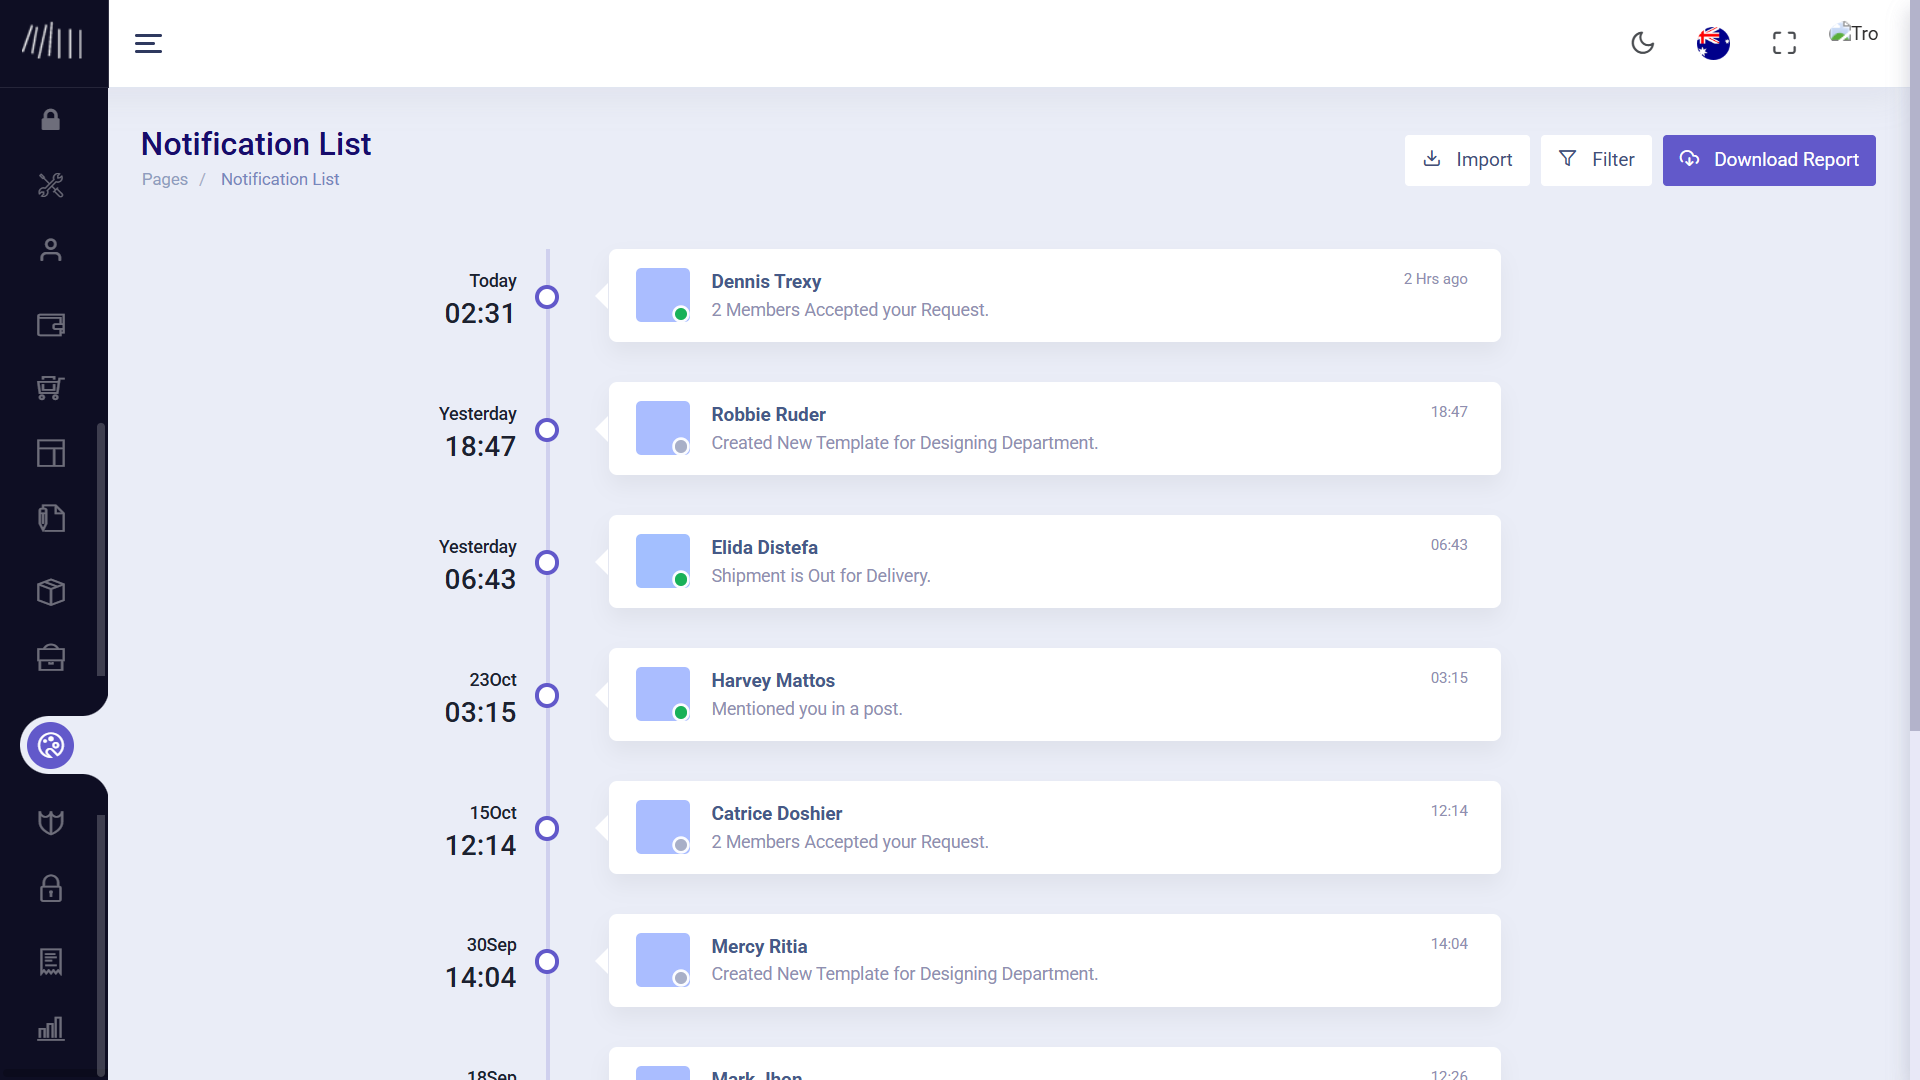 Tro
Notification List
Pages / Notification List
Import
Filter
Download Report
Today
02:31
Dennis Trexy
2 Members Accepted your Request.
2 Hrs ago
Yesterday
18:47
Robbie Ruder
Created New Template for Designing Department.
18:47
Yesterday
06:43
Elida Distefa
Shipment is Out for Delivery.
06:43
23Oct
03:15
Harvey Mattos
Mentioned you in a post.
03:15
15Oct
12:14
Catrice Doshier
2 Members Accepted your Request.
12:14
30Sep
14:04
Mercy Ritia
Created New Template for Designing Department.
14:04
18Sep
Mark Jhon
12:26